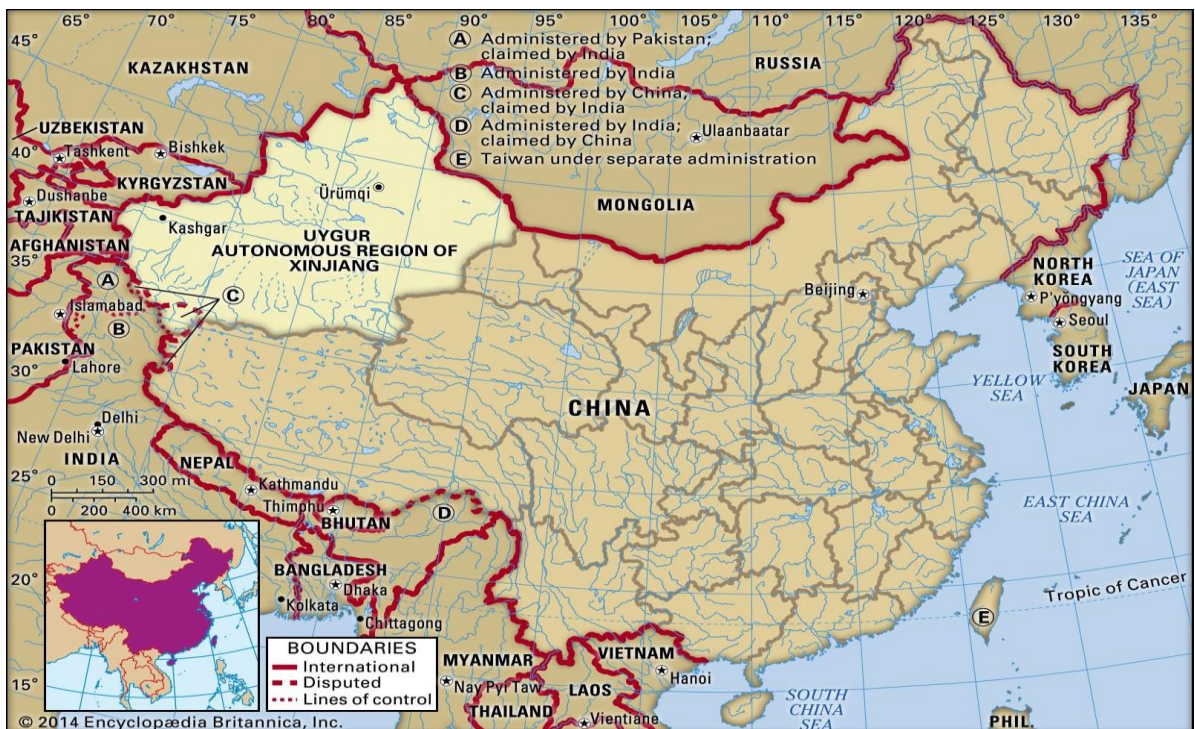 65° 70° 75° 80° 85° 90° 95° 100° 105° 110° 115° 120° 125° 130° 135°
45°
40°
35°
30°
25°
20°
15°
A Administered by Pakistan;
claimed by India
B Administered by India
C Administered by China;
claimed by India
D Administered by India;
claimed by China
E Taiwan under separate administration
KAZAKHSTAN
RUSSIA
UZBEKISTAN
Tashkent
Bishkek
Ulaanbaatar
KYRGYZSTAN
Dushanbe
TAJIKISTAN
Ürümqi
MONGOLIA
Kashgar
AFGHANISTAN
UYGUR
AUTONOMOUS REGION OF
XINJIANG
A
B
C
Islamabad
PAKISTAN
Lahore
Beijing
NORTH
KOREA
P'yŏngyang
Seoul
SOUTH
KOREA
SEA OF
JAPAN
(EAST
SEA)
JAPAN
YELLOW
SEA
CHINA
Delhi
New Delhi
INDIA
NEPAL
Kathmandu
Thimphu
BHUTAN
D
EAST CHINA
SEA
0 150 300 mi
0 200 400 km
BANGLADESH
Dhaka
Kolkata
Chittagong
Tropic of Cancer
E
MYANMAR
Nay Pyi Taw
VIETNAM
Hanoi
LAOS
THAILAND
Vientiane
SOUTH
CHINA
SEA
PHIL.
BOUNDARIES
International
Disputed
Lines of control
© 2014 Encyclopædia Britannica, Inc.